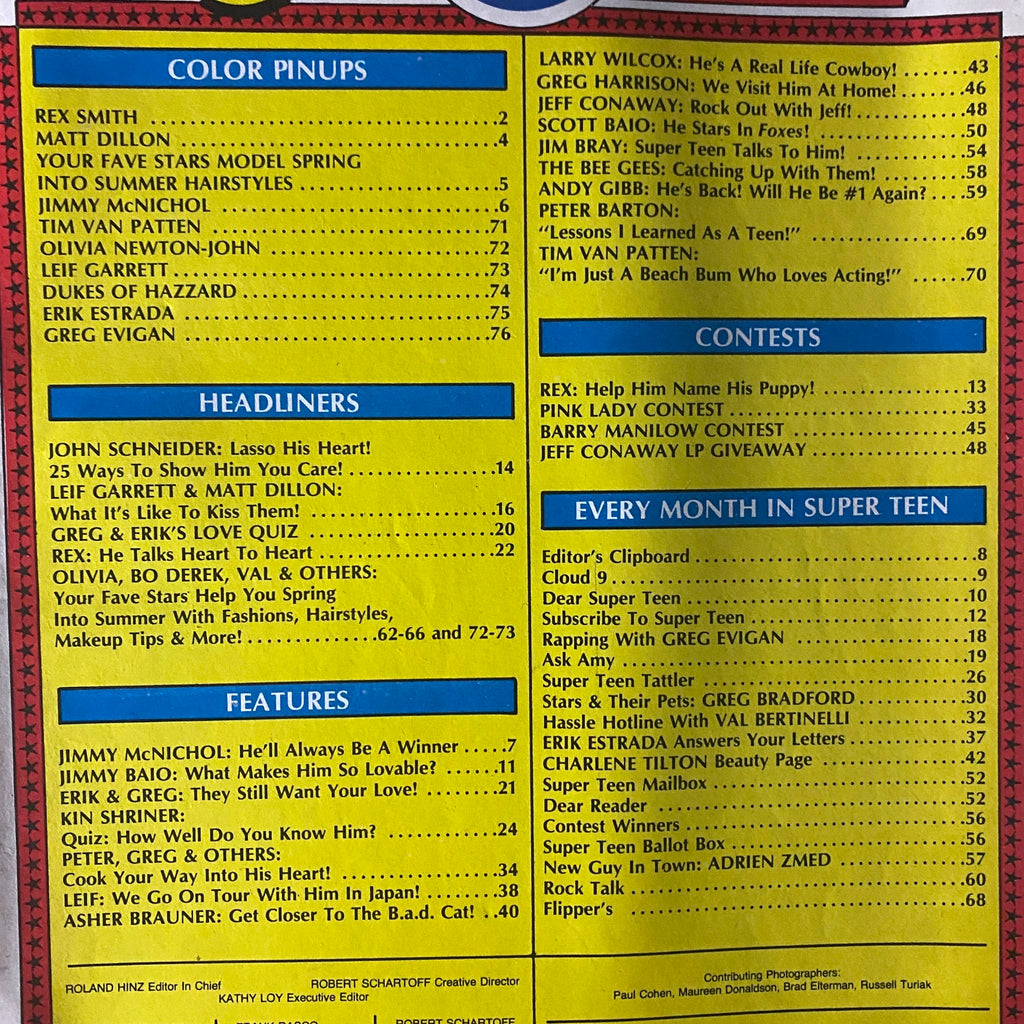 COLOR PINUPS
REX SMITH ..........2
MATT DILLON ..........4
YOUR FAVE STARS MODEL SPRING
INTO SUMMER HAIRSTYLES ..........5
JIMMY McNICHOL ..........6
TIM VAN PATTEN ..........71
OLIVIA NEWTON-JOHN ..........72
LEIF GARRETT ..........73
DUKES OF HAZZARD ..........74
ERIK ESTRADA ..........75
GREG EVIGAN ..........76
HEADLINERS
JOHN SCHNEIDER: Lasso His Heart!
25 Ways To Show Him You Care! ..........14
LEIF GARRETT & MATT DILLON:
What It's Like To Kiss Them! ..........16
GREG & ERIK'S LOVE QUIZ ..........20
REX: He Talks Heart To Heart ..........22
OLIVIA, BO DEREK, VAL & OTHERS:
Your Fave Stars Help You Spring
Into Summer With Fashions, Hairstyles,
Makeup Tips & More! ..........62-66 and 72-73
FEATURES
JIMMY McNICHOL: He'll Always Be A Winner .....7
JIMMY BAIO: What Makes Him So Lovable? ......11
ERIK & GREG: They Still Want Your Love! ........21
KIN SHRINER:
Quiz: How Well Do You Know Him? ..........24
PETER, GREG & OTHERS:
Cook Your Way Into His Heart! ..........34
LEIF: We Go On Tour With Him In Japan! .......38
ASHER BRAUNER: Get Closer To The B.a.d. Cat! ..40
LARRY WILCOX: He's A Real Life Cowboy! .......43
GREG HARRISON: We Visit Him At Home! .......46
JEFF CONAWAY: Rock Out With Jeff! ..........48
SCOTT BAIO: He Stars In Foxes! ..........50
JIM BRAY: Super Teen Talks To Him! ..........54
THE BEE GEES: Catching Up With Them! ........58
ANDY GIBB: He's Back! Will He Be #1 Again? ....59
PETER BARTON:
"Lessons I Learned As A Teen!" ..........69
TIM VAN PATTEN:
"I'm Just A Beach Bum Who Loves Acting!" ......70
CONTESTS
REX: Help Him Name His Puppy! ..........13
PINK LADY CONTEST ..........33
BARRY MANILOW CONTEST ..........45
JEFF CONAWAY LP GIVEAWAY ..........48
EVERY MONTH IN SUPER TEEN
Editor's Clipboard ..........8
Cloud 9 ..........9
Dear Super Teen ..........10
Subscribe To Super Teen ..........12
Rapping With GREG EVIGAN ..........18
Ask Amy ..........19
Super Teen Tattler ..........26
Stars & Their Pets: GREG BRADFORD ..........30
Hassle Hotline With VAL BERTINELLI ..........32
ERIK ESTRADA Answers Your Letters ..........37
CHARLENE TILTON Beauty Page ..........42
Super Teen Mailbox ..........52
Dear Reader ..........52
Contest Winners ..........56
Super Teen Ballot Box ..........56
New Guy In Town: ADRIEN ZMED ..........57
Rock Talk ..........60
Flipper's ..........68
ROLAND HINZ Editor In Chief
ROBERT SCHARTOFF Creative Director
KATHY LOY Executive Editor
Contributing Photographers:
Paul Cohen, Maureen Donaldson, Brad Elterman, Russell Turiak
ROBERT SCHARTOFF